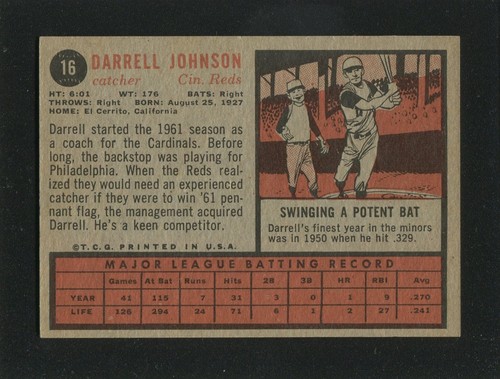 16
DARRELL JOHNSON
catcher Cin. Reds
HT: 6:01 WT: 176 BATS: Right
THROWS: Right BORN: August 25, 1927
HOME: El Cerrito, California
Darrell started the 1961 season as
a coach for the Cardinals. Before
long, the backstop was playing for
Philadelphia. When the Reds real-
ized they would need an experienced
catcher if they were to win '61 pen-
nant flag, the management acquired
Darrell. He's a keen competitor.
©T.C.G. PRINTED IN U.S.A.
SWINGING A POTENT BAT
Darrell's finest year in the minors
was in 1950 when he hit .329.
MAJOR LEAGUE BATTING RECORD
Games At Bat Runs Hits 2B 3B HR RBI Avg
YEAR 41 115 7 31 3 0 1 9 .270
LIFE 126 294 24 71 6 1 2 27 .241